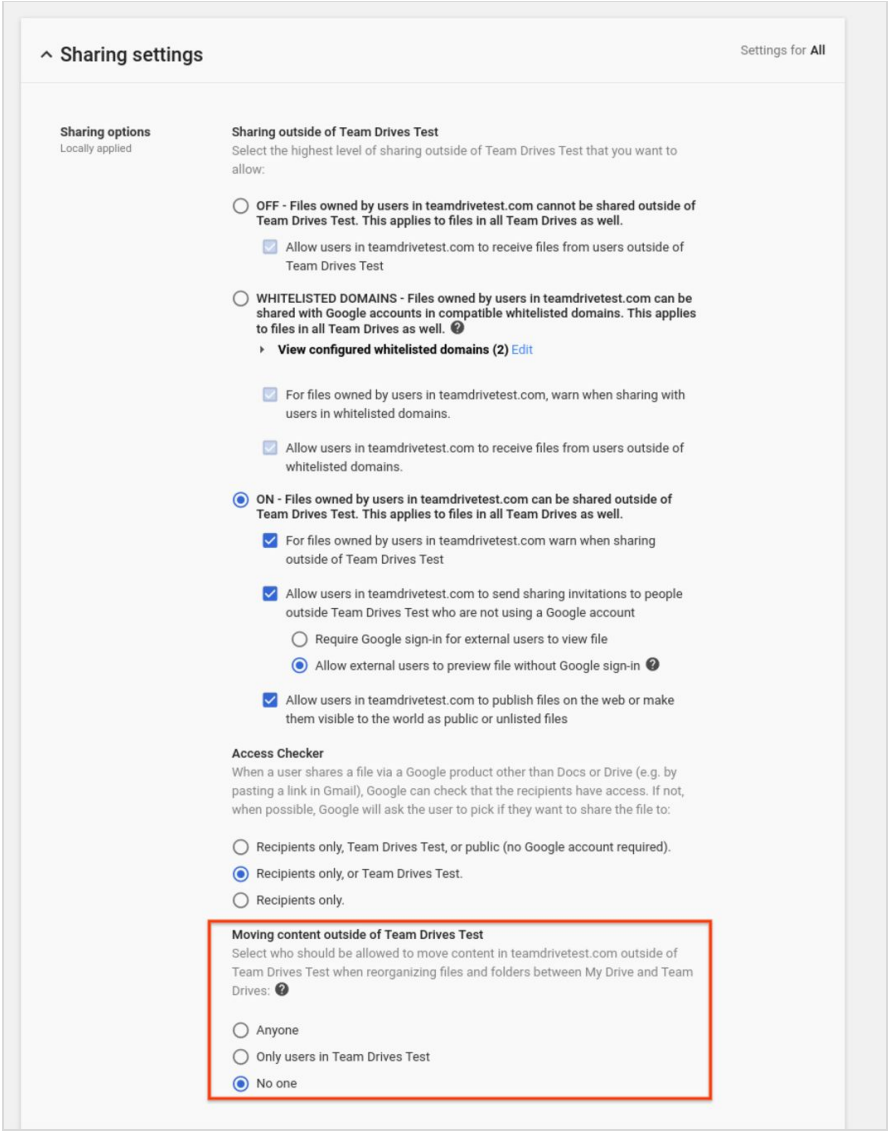 Sharing settings
Settings for All
Sharing options
Locally applied
Sharing outside of Team Drives Test
Select the highest level of sharing outside of Team Drives Test that you want to
allow:
OFF - Files owned by users in teamdrivetest.com cannot be shared outside of
Team Drives Test. This applies to files in all Team Drives as well.
Allow users in teamdrivetest.com to receive files from users outside of
Team Drives Test
WHITELISTED DOMAINS - Files owned by users in teamdrivetest.com can be
shared with Google accounts in compatible whitelisted domains. This applies
to files in all Team Drives as well. ?
View configured whitelisted domains (2) Edit
For files owned by users in teamdrivetest.com, warn when sharing with
users in whitelisted domains.
Allow users in teamdrivetest.com to receive files from users outside of
whitelisted domains.
ON - Files owned by users in teamdrivetest.com can be shared outside of
Team Drives Test. This applies to files in all Team Drives as well.
For files owned by users in teamdrivetest.com warn when sharing
outside of Team Drives Test
Allow users in teamdrivetest.com to send sharing invitations to people
outside Team Drives Test who are not using a Google account
Require Google sign-in for external users to view file
Allow external users to preview file without Google sign-in ?
Allow users in teamdrivetest.com to publish files on the web or make
them visible to the world as public or unlisted files
Access Checker
When a user shares a file via a Google product other than Docs or Drive (e.g. by
pasting a link in Gmail), Google can check that the recipients have access. If not,
when possible, Google will ask the user to pick if they want to share the file to:
Recipients only, Team Drives Test, or public (no Google account required).
Recipients only, or Team Drives Test.
Recipients only.
Moving content outside of Team Drives Test
Select who should be allowed to move content in teamdrivetest.com outside of
Team Drives Test when reorganizing files and folders between My Drive and Team
Drives: ?
Anyone
Only users in Team Drives Test
No one